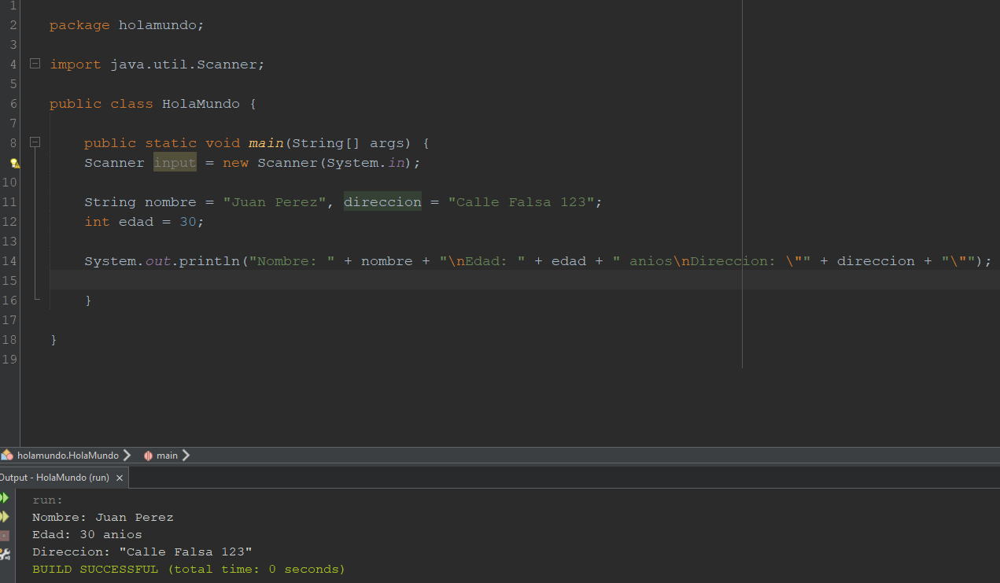 1
2 package holamundo;
3
4 import java.util.Scanner;
5
6 public class HolaMundo {
7
8 public static void main(String[] args) {
Scanner input = new Scanner(System.in);
10
11 String nombre = "Juan Perez", direccion = "Calle Falsa 123";
12 int edad = 30;
13
14 System.out.println("Nombre: " + nombre + "\nEdad: " + edad + " anios\nDireccion: \"" + direccion + "\"");
15
16 }
17
18 }
19
holamundo.HolaMundo main
Output - HolaMundo (run) ×
run:
Nombre: Juan Perez
Edad: 30 anios
Direccion: "Calle Falsa 123"
BUILD SUCCESSFUL (total time: 0 seconds)